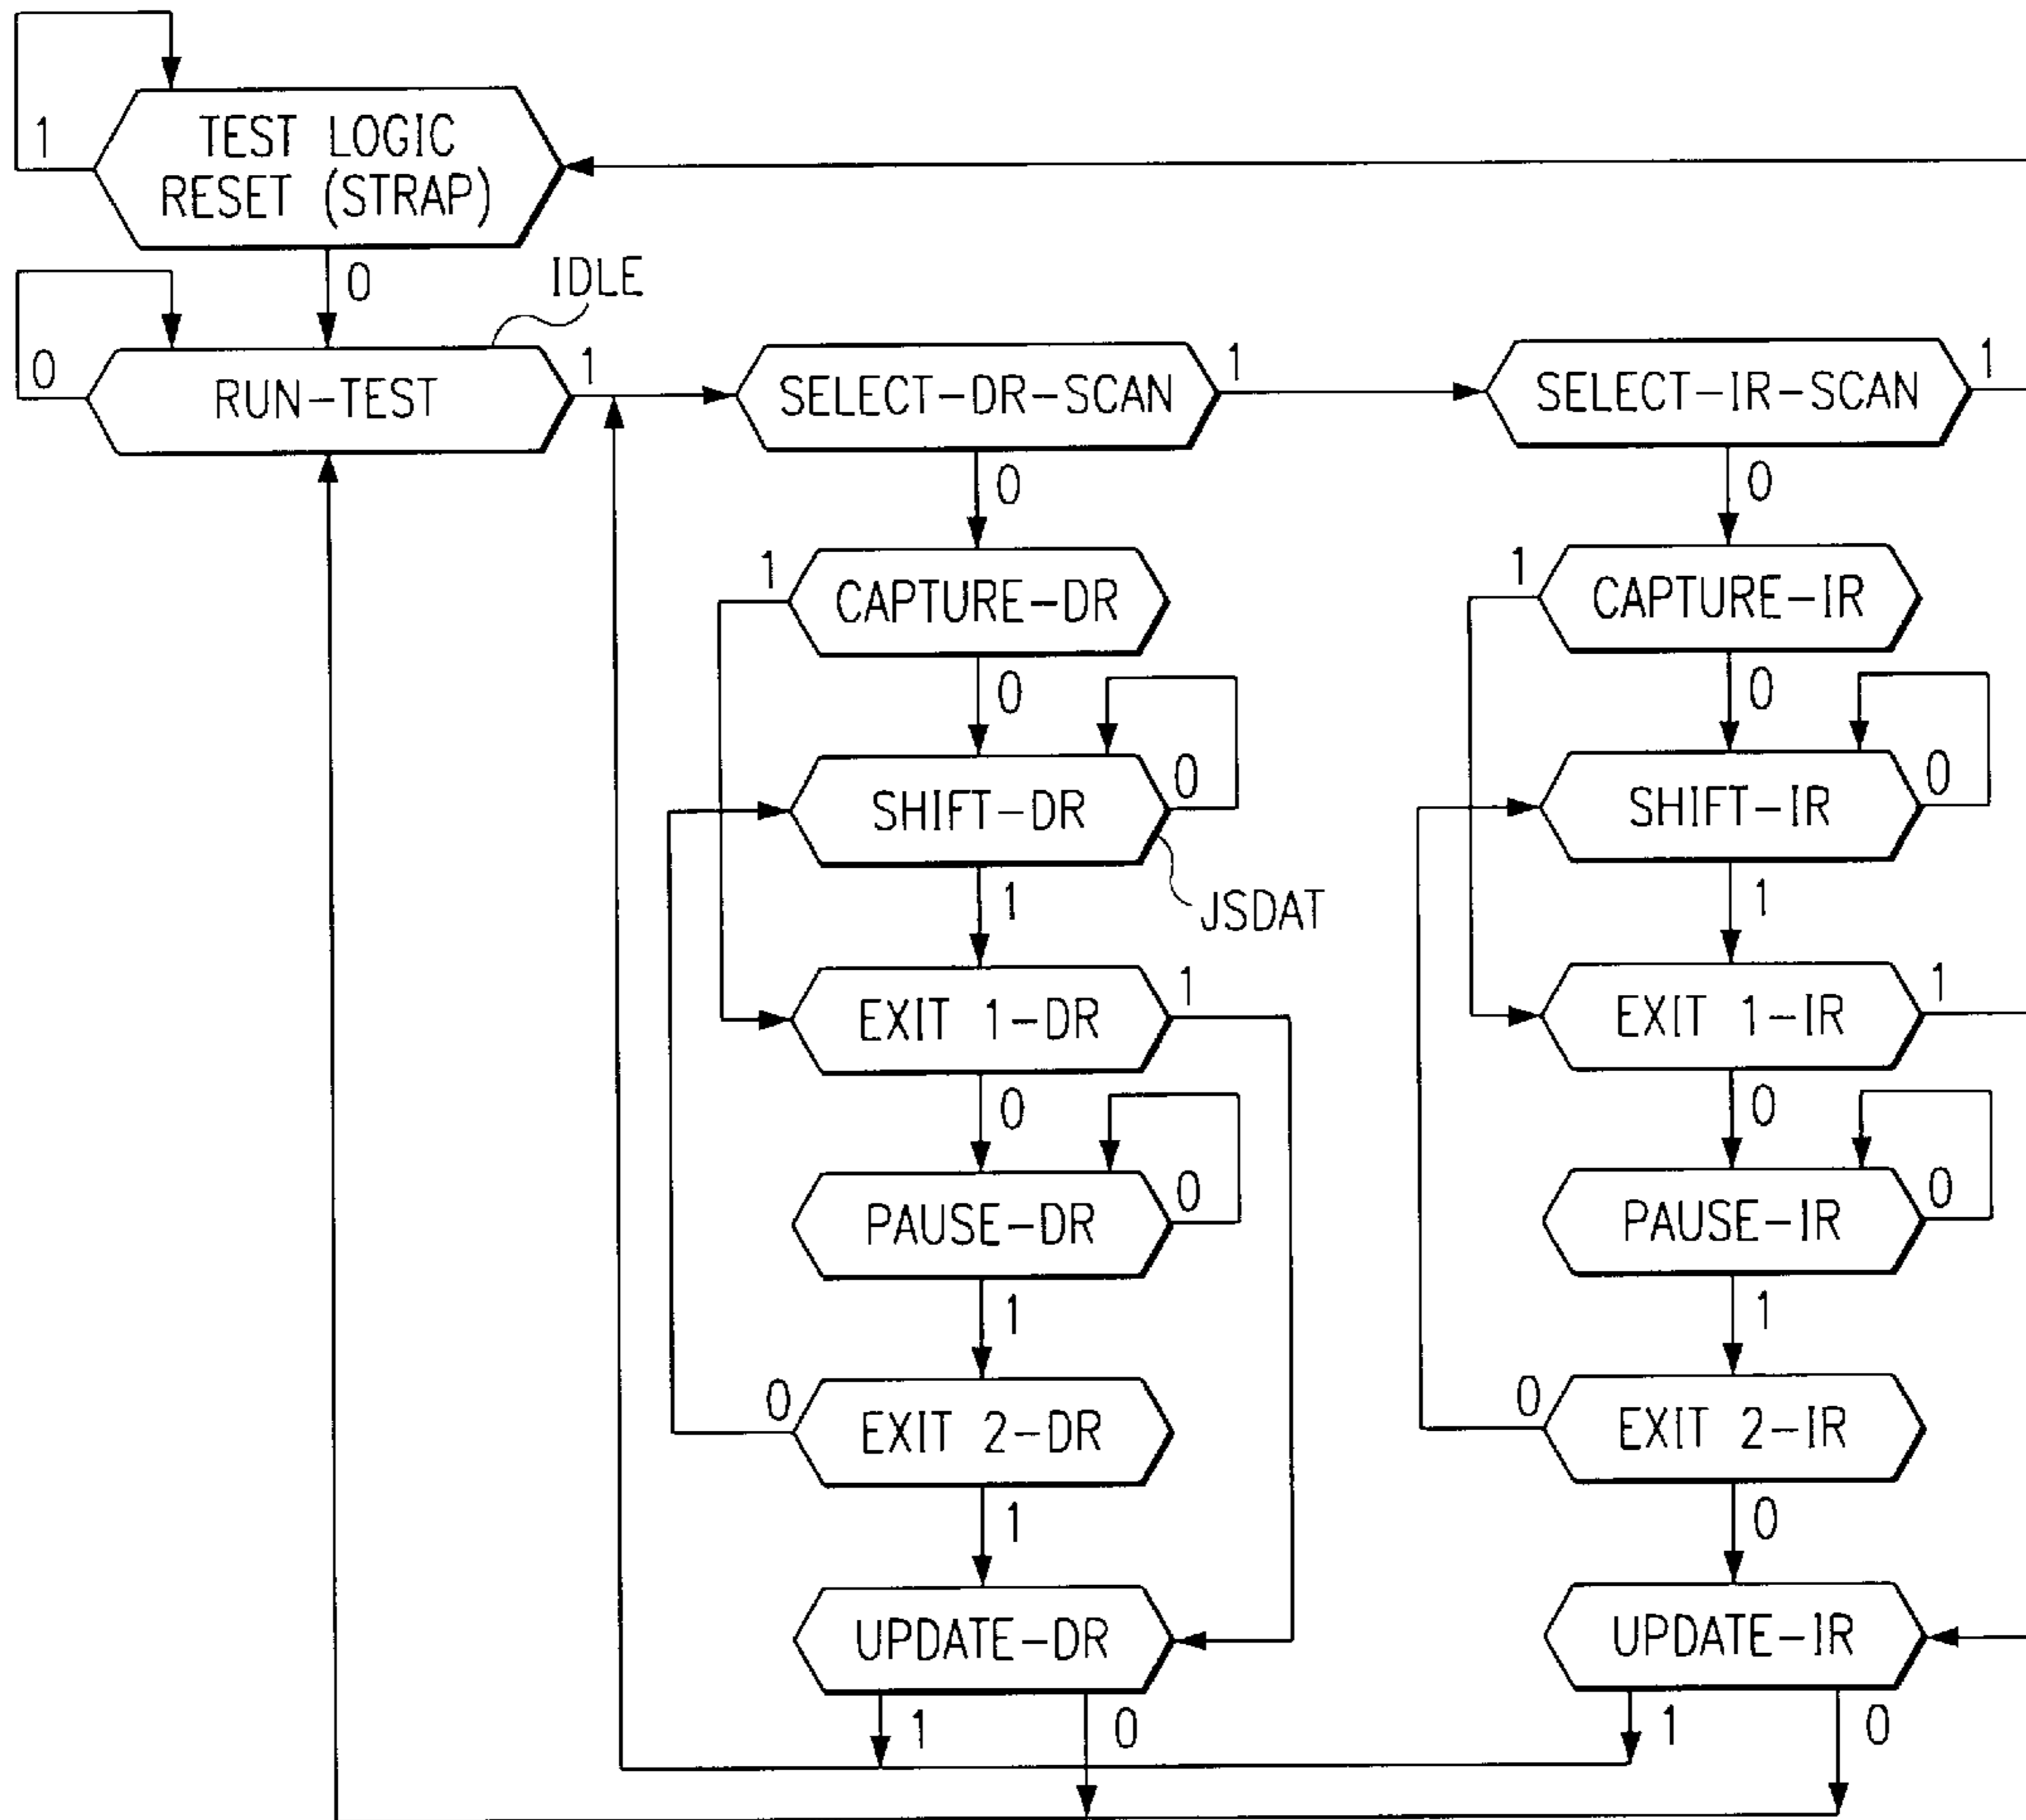 TEST LOGIC
RESET (STRAP)
1
0
IDLE
0
RUN-TEST
1
SELECT-DR-SCAN
1
SELECT-IR-SCAN
1
0
0
1
CAPTURE-DR
1
CAPTURE-IR
0
0
SHIFT-DR
0
SHIFT-IR
0
1
JSDAT
1
EXIT 1-DR
1
EXIT 1-IR
1
0
0
PAUSE-DR
0
PAUSE-IR
0
1
1
0
EXIT 2-DR
0
EXIT 2-IR
1
0
UPDATE-DR
UPDATE-IR
1
0
1
0